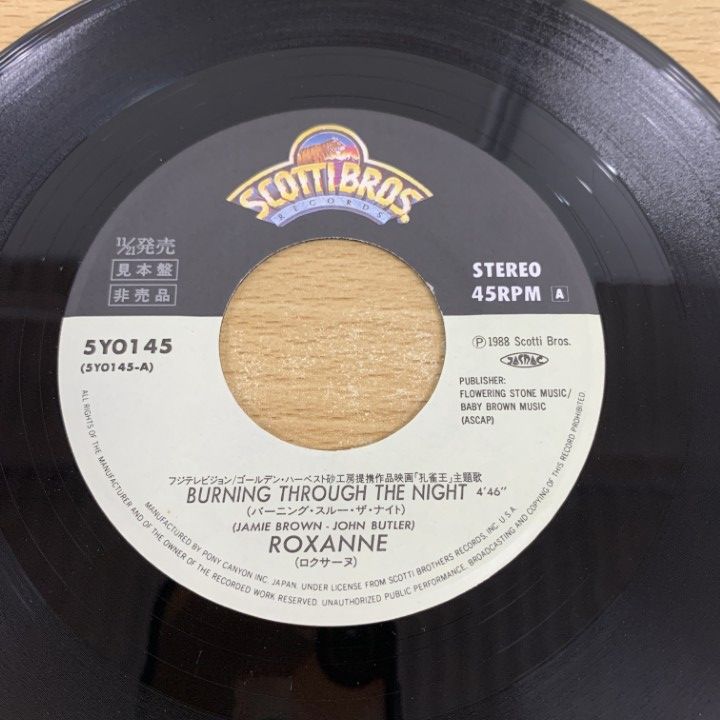 SCOTTI BROS.
RECORDS
11/21発売
見本盤
非売品
STEREO
45RPM A
5Y0145
(5Y0145-A)
Ⓟ1988 Scotti Bros.
JASRAC
PUBLISHER:
FLOWERING STONE MUSIC/
BABY BROWN MUSIC
(ASCAP)
フジテレビジョン/ゴールデン・ハーベスト砂工房提携作品映画「孔雀王」主題歌
BURNING THROUGH THE NIGHT 4'46"
(バーニング・スルー・ザ・ナイト)
(JAMIE BROWN - JOHN BUTLER)
ROXANNE
(ロクサーヌ)
ALL RIGHTS OF THE MANUFACTURER AND OF THE OWNER OF THE RECORDED WORK RESERVED. UNAUTHORIZED PUBLIC PERFORMANCE, BROADCASTING AND COPYING OF THIS RECORD PROHIBITED.
MANUFACTURED BY PONY CANYON INC. JAPAN. UNDER LICENSE FROM SCOTTI BROTHERS RECORDS, INC. U.S.A.